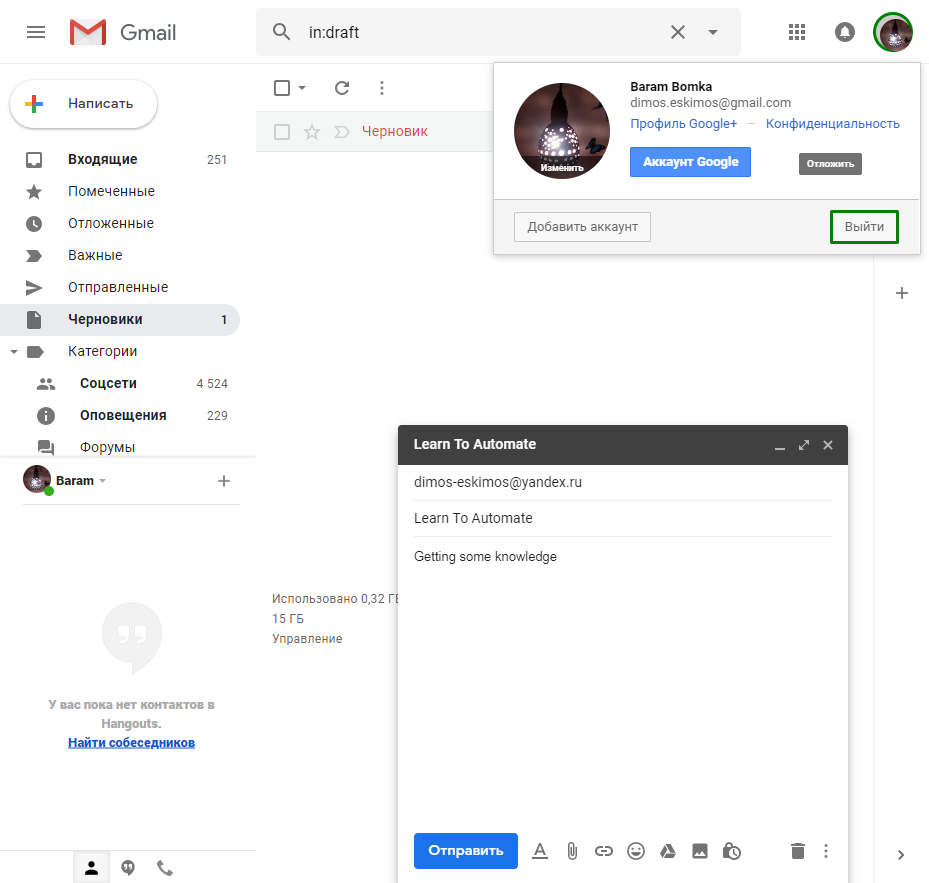 Gmail
in:draft
Написать
Черновик
Входящие 251
Помеченные
Отложенные
Важные
Отправленные
Черновики 1
Категории
Соцсети 4 524
Оповещения 229
Форумы
Baram
У вас пока нет контактов в
Hangouts.
Найти собеседников
Baram Bomka
dimos.eskimos@gmail.com
Профиль Google+ – Конфиденциальность
Изменить
Аккаунт Google
Отложить
Добавить аккаунт
Выйти
Использовано 0,32 ГБ
15 ГБ
Управление
Learn To Automate
dimos-eskimos@yandex.ru
Learn To Automate
Getting some knowledge
Отправить